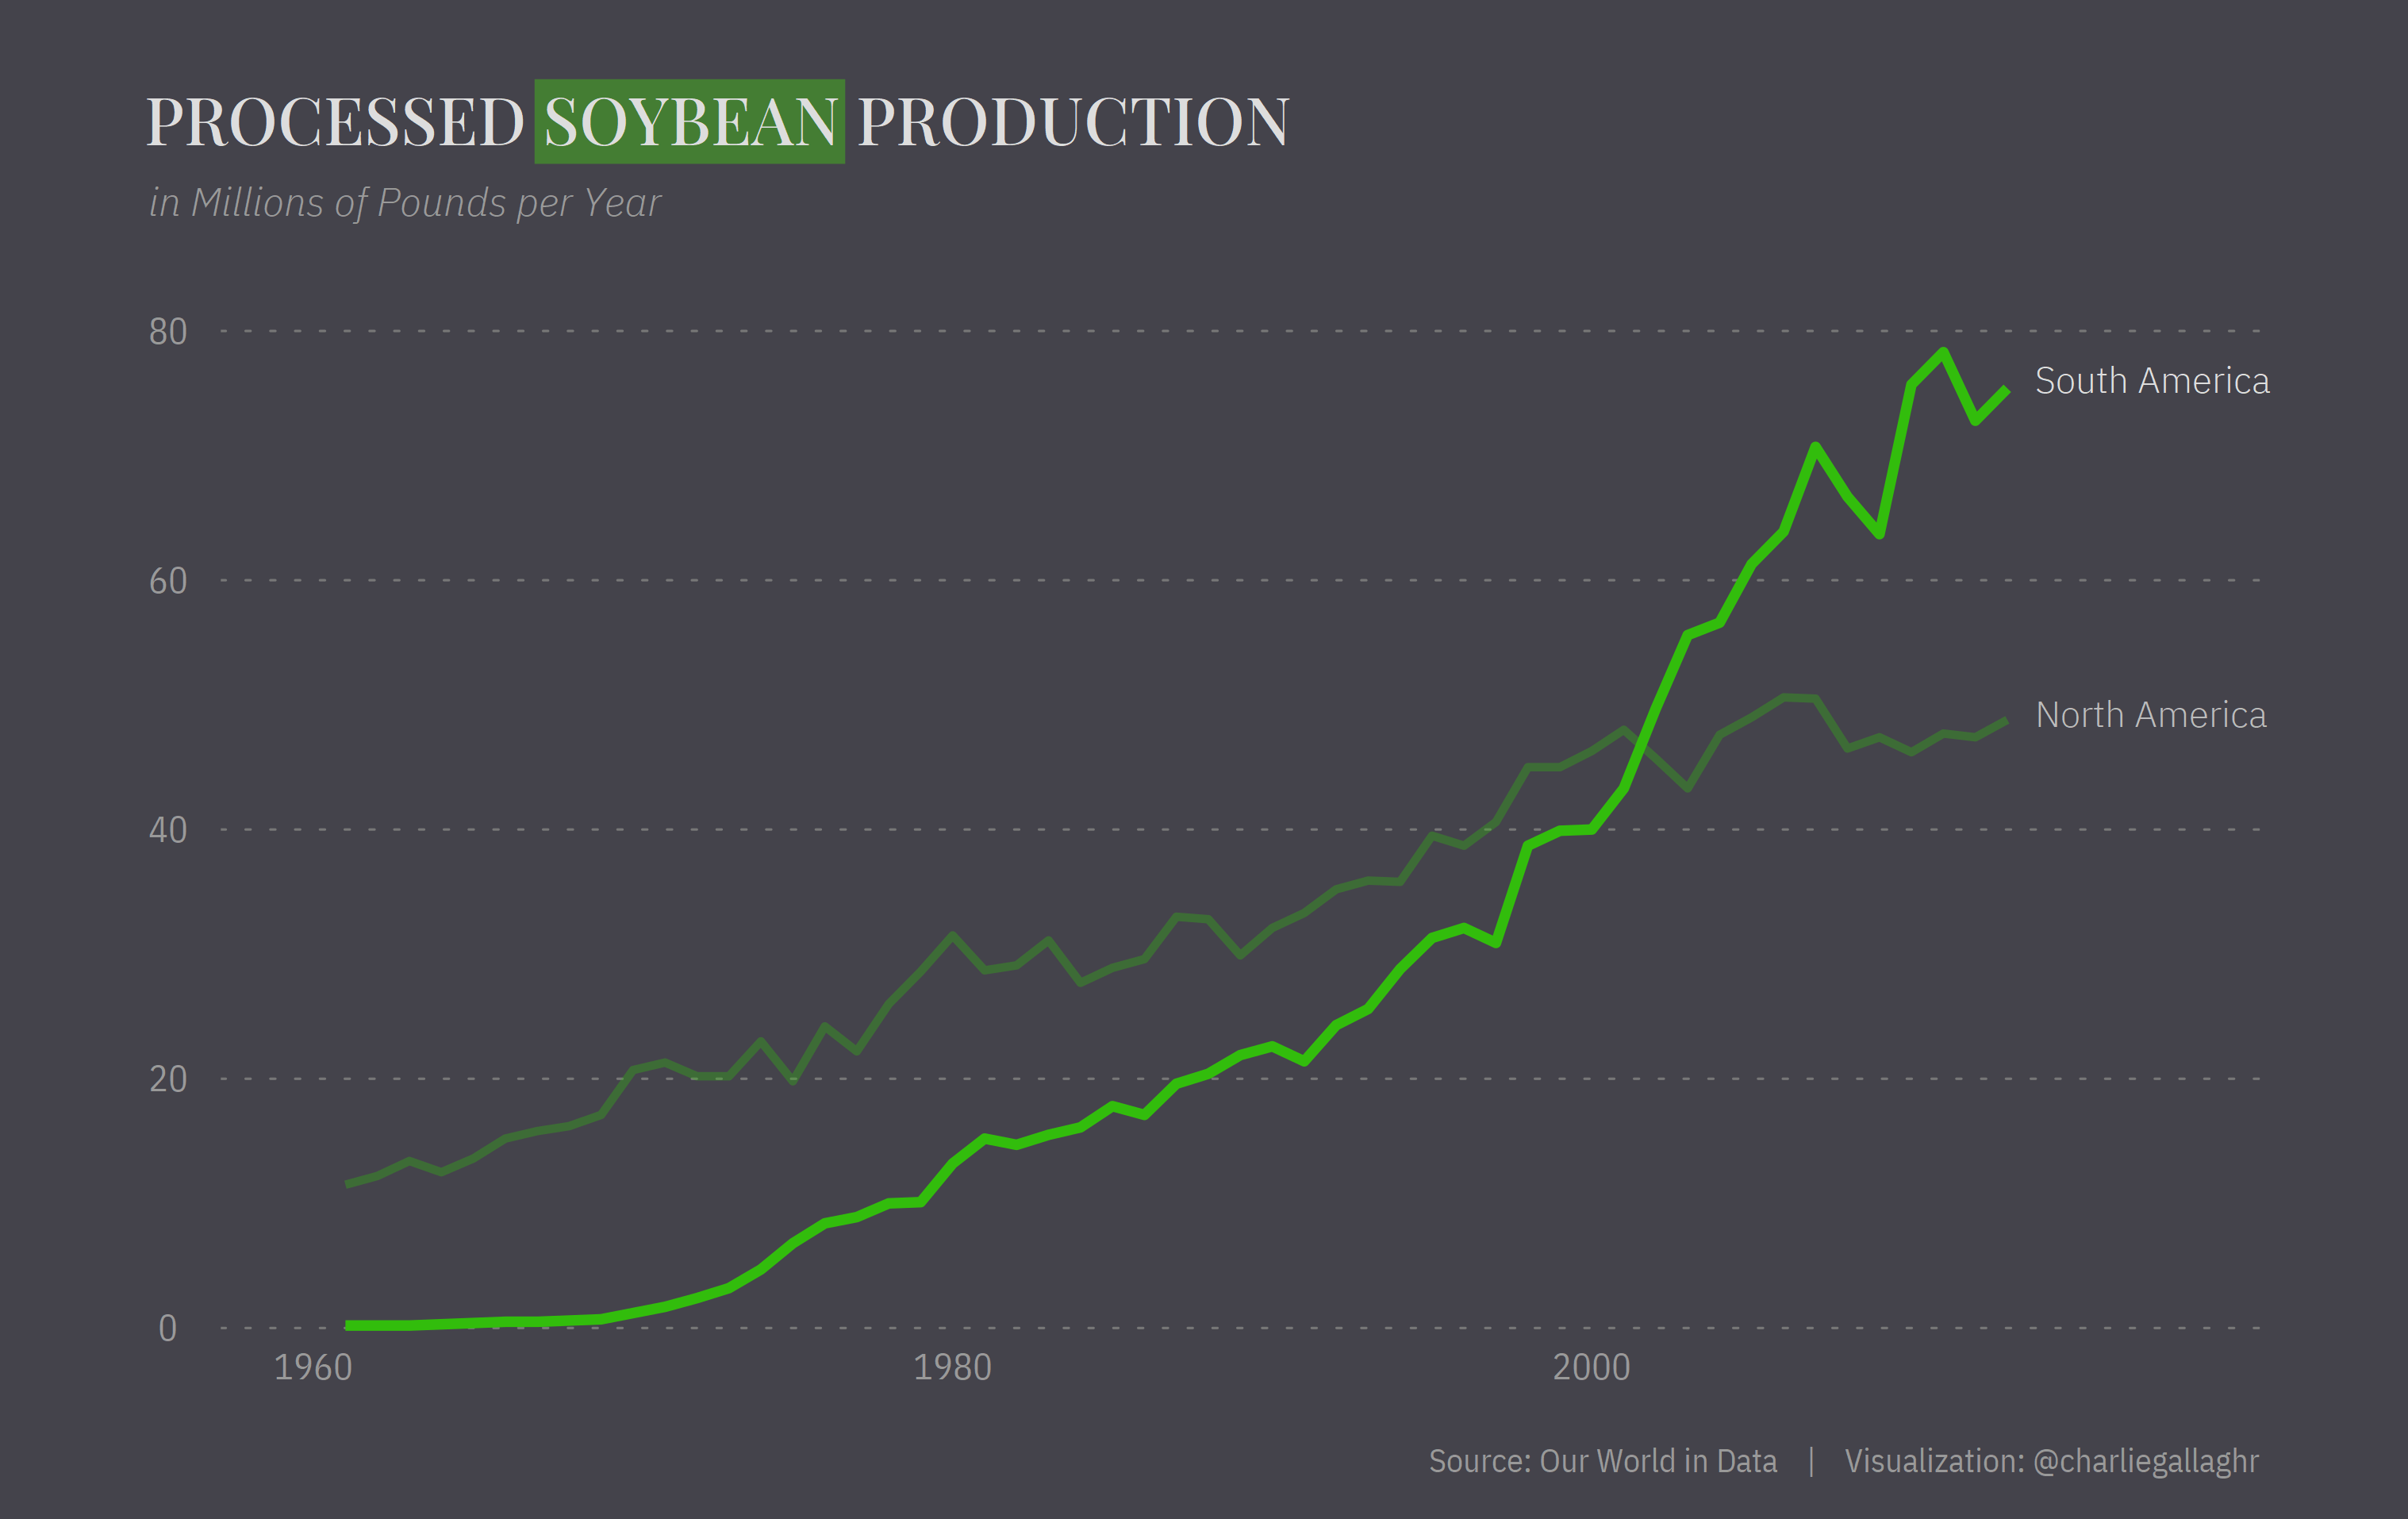 PROCESSED SOYBEAN PRODUCTION
in Millions of Pounds per Year
80
South America
60
North America
40
20
0
1960 1980 2000
Source: Our World in Data | Visualization: @charliegallaghr